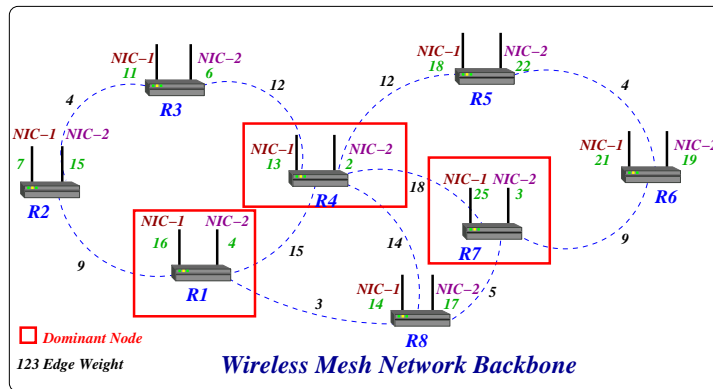 NIC-1 NIC-2
11 6
R3
NIC-1 NIC-2
18 22
R5
4
12
12
4
NIC-1 NIC-2
7 15
R2
NIC-1 NIC-2
13 2
R4
NIC-1 NIC-2
21 19
R6
18
NIC-1 NIC-2
25 3
R7
NIC-1 NIC-2
16 4
R1
9
15
14
9
3
5
NIC-1 NIC-2
14 17
R8
Dominant Node
123 Edge Weight
Wireless Mesh Network Backbone